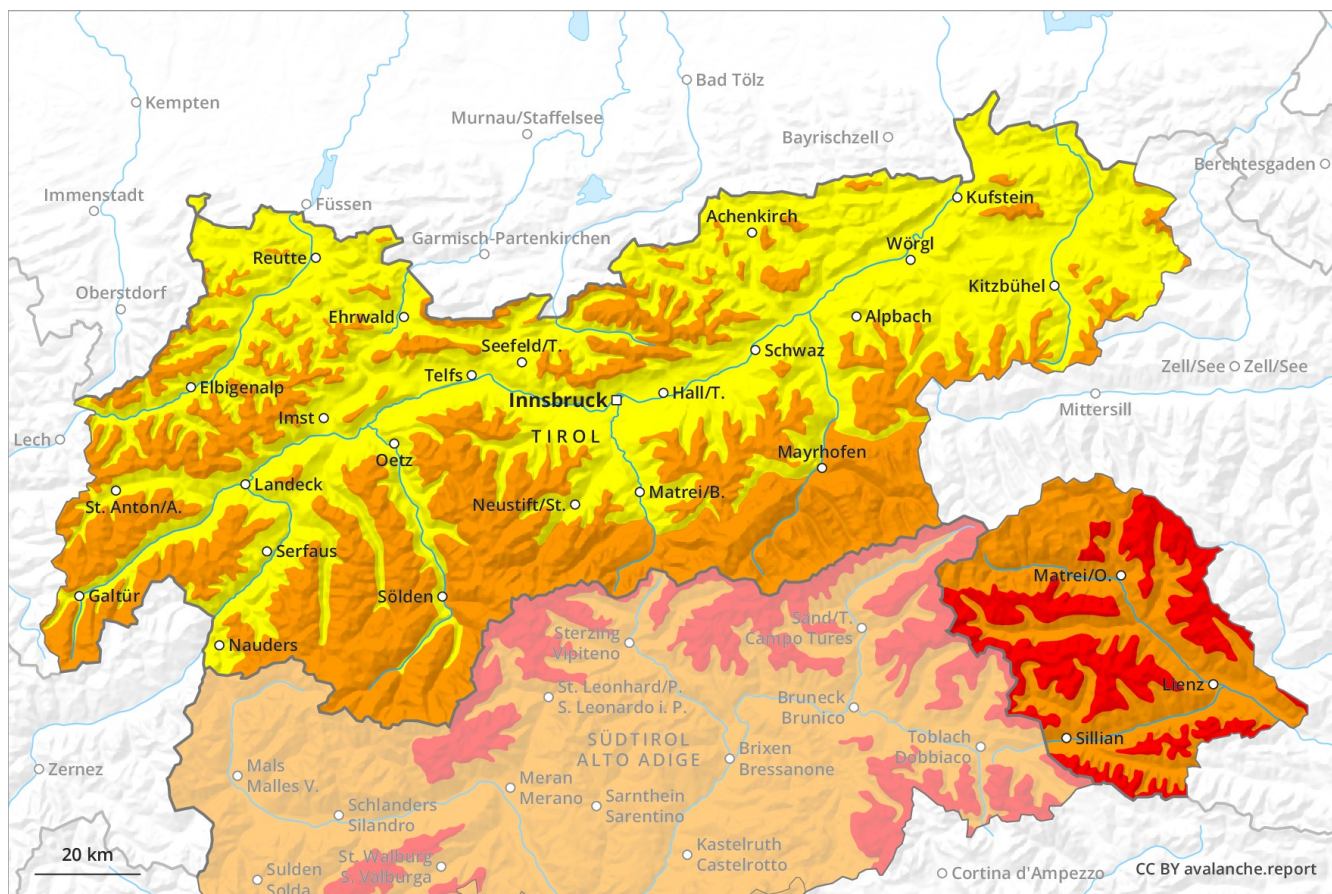 Kempten
Bad Tölz
Murnau/Staffelsee
Bayrischzell
Berchtesgaden
Immenstadt
Füssen
Kufstein
Achenkirch
Garmisch-Partenkirchen
Wörgl
Reutte
Kitzbühel
Oberstdorf
Ehrwald
Alpbach
Seefeld/T.
Schwaz
Telfs
Zell/See
Zell/See
Elbigenalp
Hall/T.
Innsbruck
Mittersill
Imst
Lech
TIROL
Oetz
Mayrhofen
Landeck
Matrei/B.
St. Anton/A.
Neustift/St.
Serfaus
Matrei/O.
Galtür
Sölden
Sand/T.
Campo Tures
Sterzing
Vipiteno
Nauders
Lienz
St. Leonhard/P.
S. Leonardo i. P.
Bruneck
Brunico
Sillian
SÜDTIROL
ALTO ADIGE
Toblach
Dobbiaco
Brixen
Bressanone
Zernez
Mals
Malles V.
Meran
Merano
Sarnthein
Sarentino
Schlanders
Silandro
Kastelruth
Castelrotto
20 km
St. Walburg
S. Valburga
Sulden
Solda
Cortina d'Ampezzo
CC BY avalanche.report